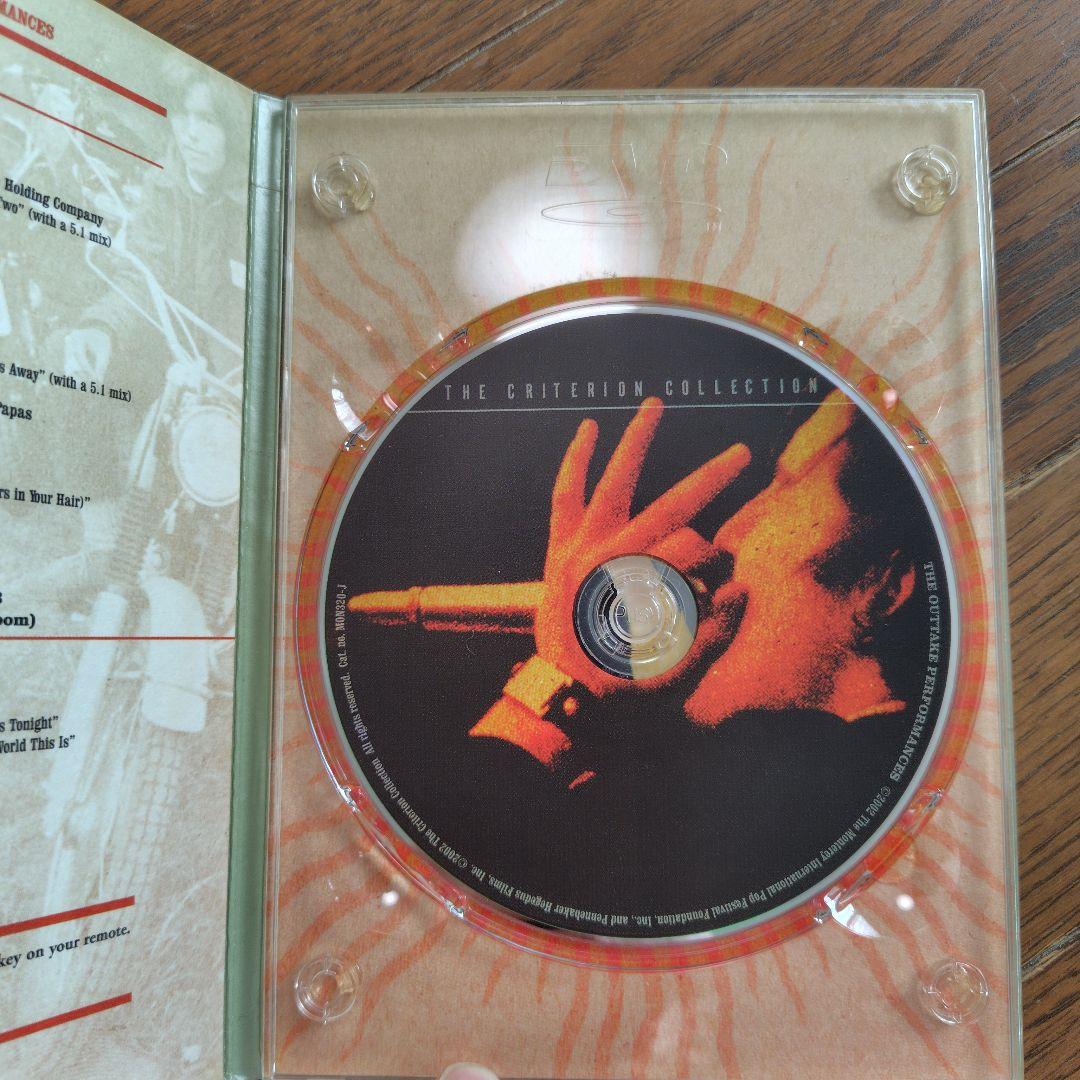 MANCES
Holding Company
Two" (with a 5.1 mix)
s Away" (with a 5.1 mix)
Papas
rs in Your Hair)"
oom)
s Tonight"
World This Is"
key on your remote.
THE CRITERION COLLECTION
THE OUTTAKE PERFORMANCES
©2002 The Monterey International Pop Festival Foundation, Inc., and Pennebaker Hegedus Films, Inc. ©2002 The Criterion Collection. All rights reserved. Cat. no. MON320-J